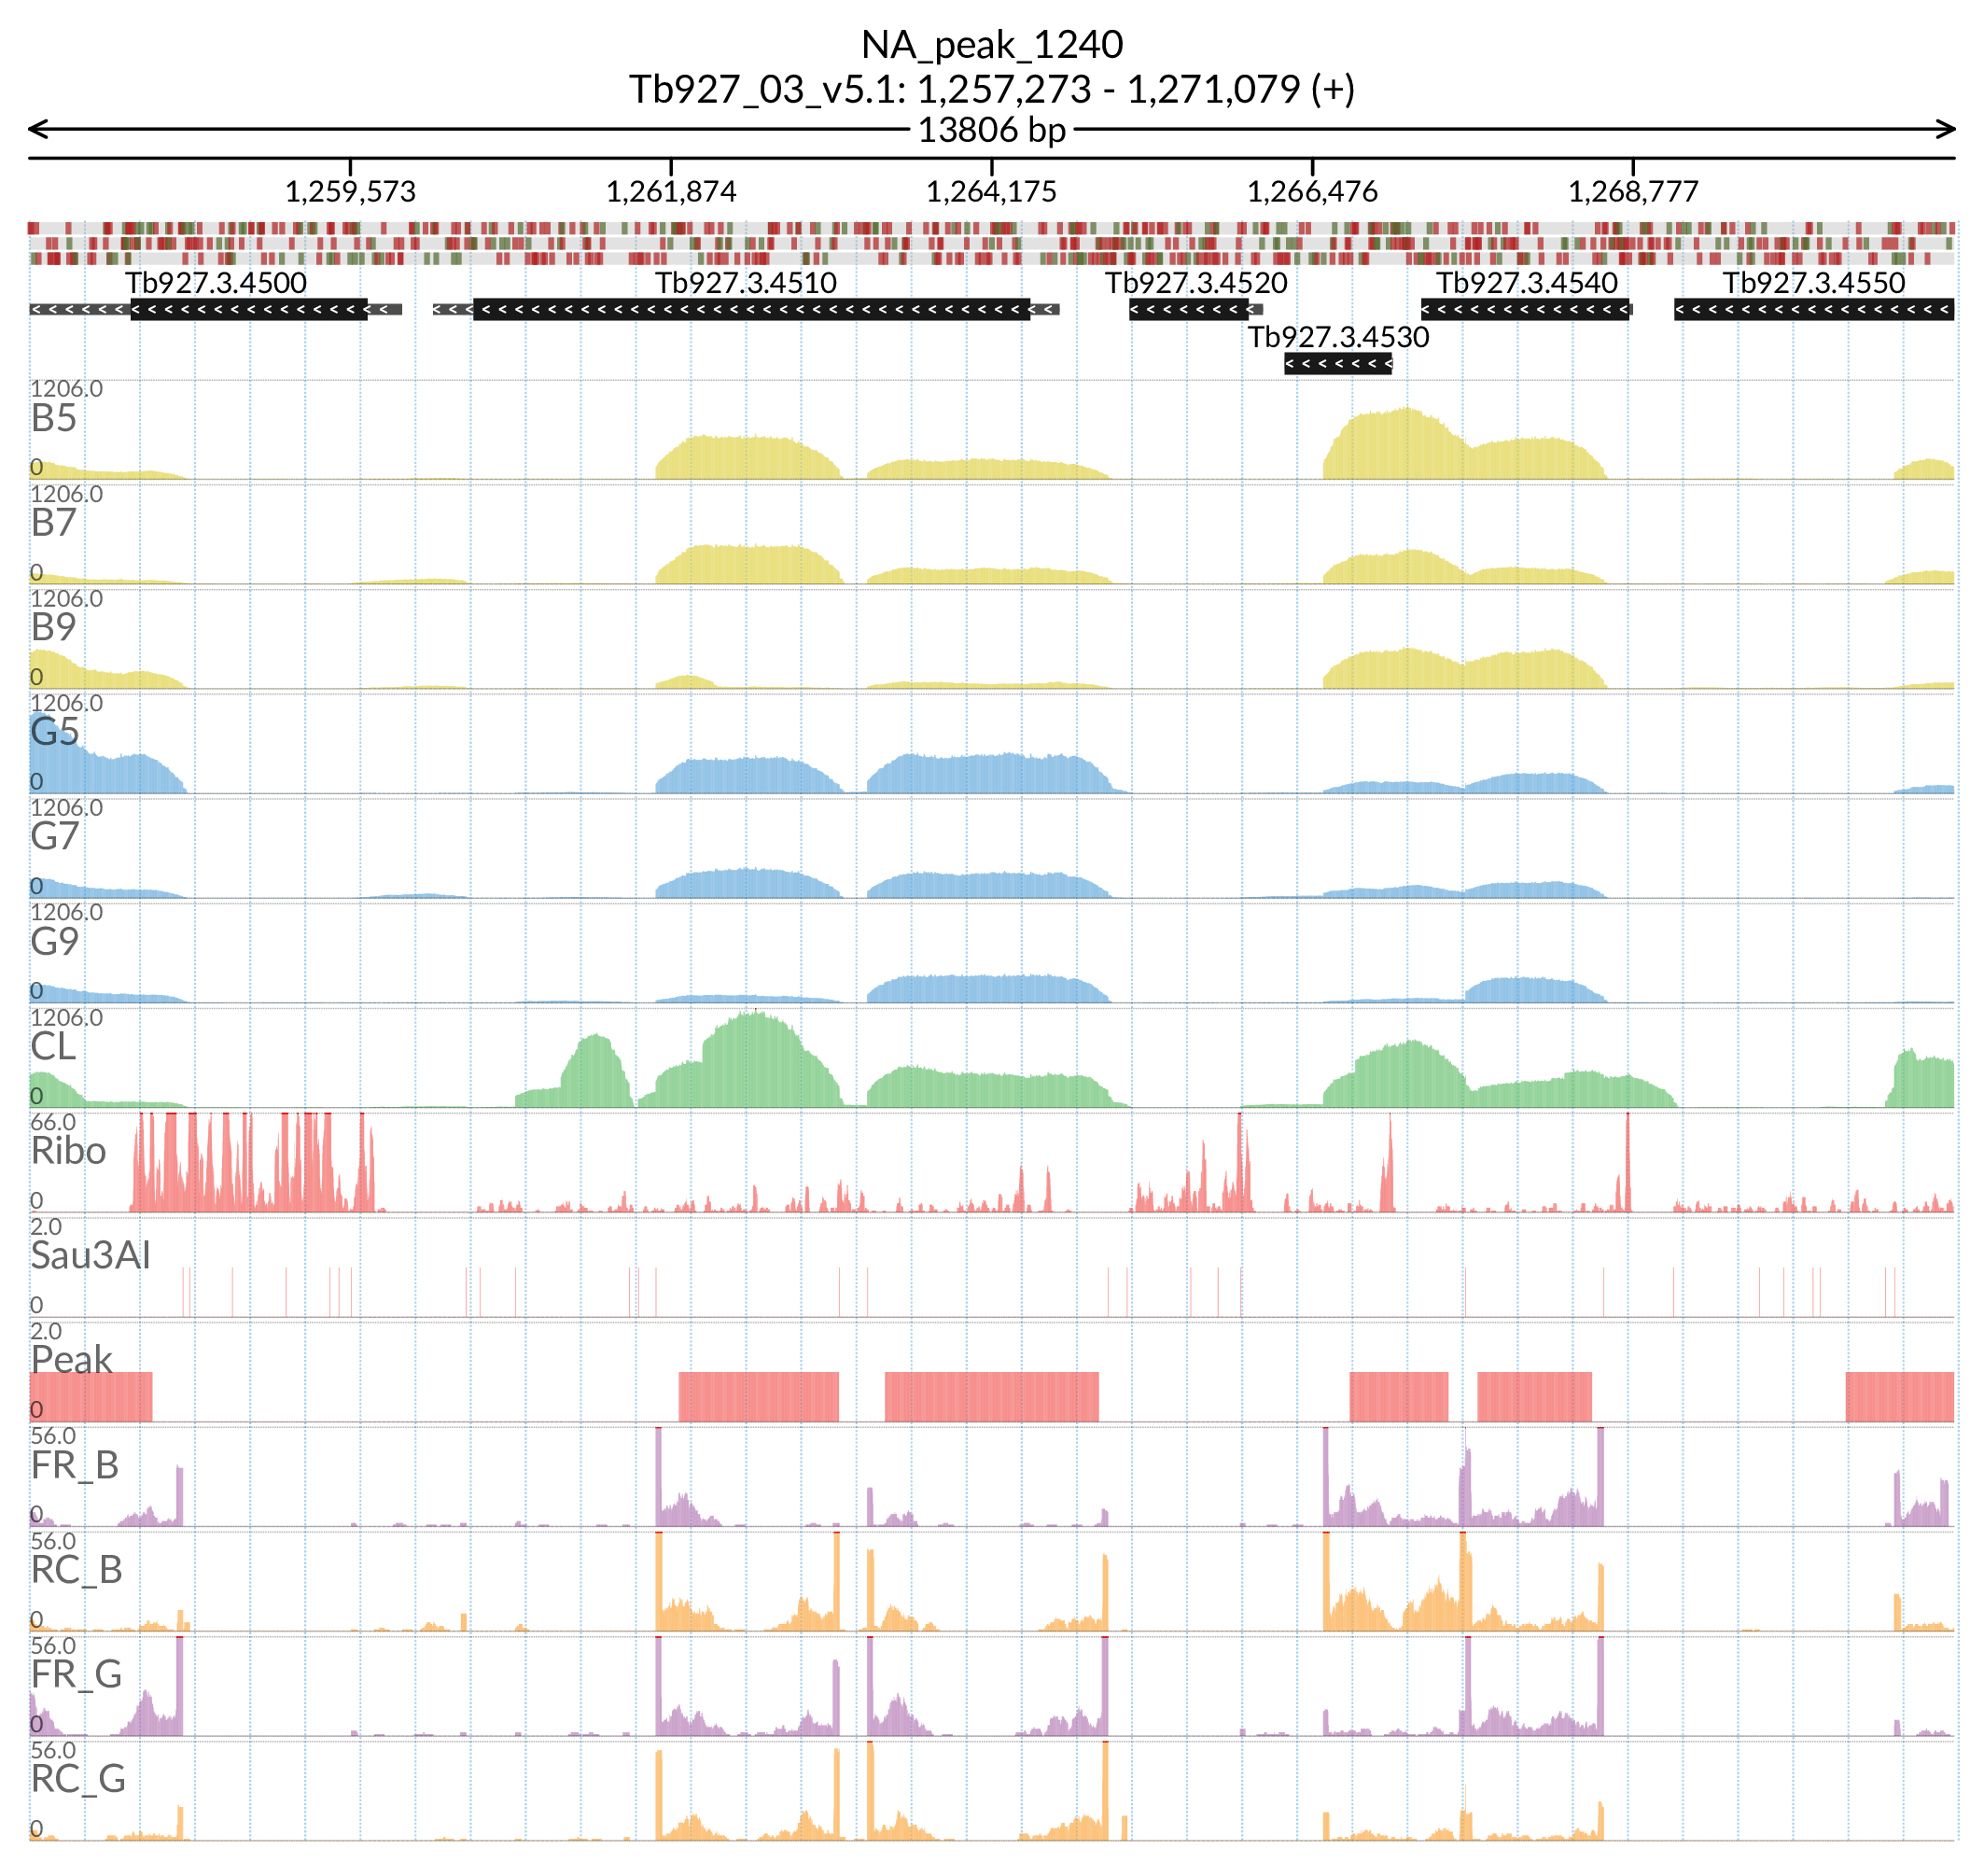 NA_peak_1240
Tb927_03_v5.1: 1,257,273 - 1,271,079 (+)
13806 bp
1,259,573 1,261,874 1,264,175 1,266,476 1,268,777
Tb927.3.4500 Tb927.3.4510 Tb927.3.4520 Tb927.3.4540 Tb927.3.4550
Tb927.3.4530
1206.0
B5
0
1206.0
B7
0
1206.0
B9
0
1206.0
G5
0
1206.0
G7
0
1206.0
G9
0
1206.0
CL
0
66.0
Ribo
0
2.0
Sau3AI
0
2.0
Peak
0
56.0
FR_B
0
56.0
RC_B
0
56.0
FR_G
0
56.0
RC_G
0